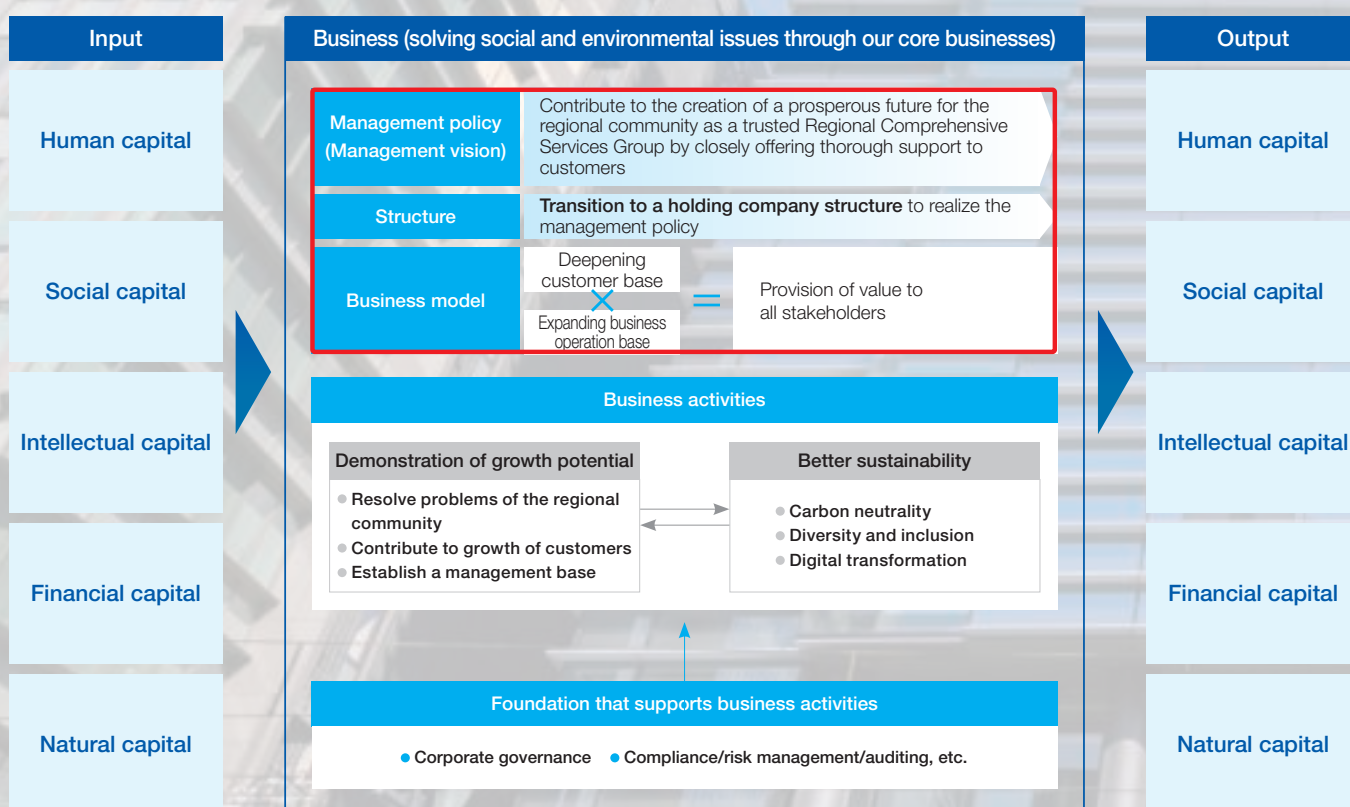 Input
Human capital
Social capital
Intellectual capital
Financial capital
Natural capital
Business (solving social and environmental issues through our core businesses)
Management policy
(Management vision)
Contribute to the creation of a prosperous future for the
regional community as a trusted Regional Comprehensive
Services Group by closely offering thorough support to
customers
Structure
Transition to a holding company structure to realize the
management policy
Business model
Deepening
customer base
×
Expanding business
operation base
=
Provision of value to
all stakeholders
Business activities
Demonstration of growth potential
● Resolve problems of the regional
community
● Contribute to growth of customers
● Establish a management base
Better sustainability
● Carbon neutrality
● Diversity and inclusion
● Digital transformation
Foundation that supports business activities
● Corporate governance ● Compliance/risk management/auditing, etc.
Output
Human capital
Social capital
Intellectual capital
Financial capital
Natural capital